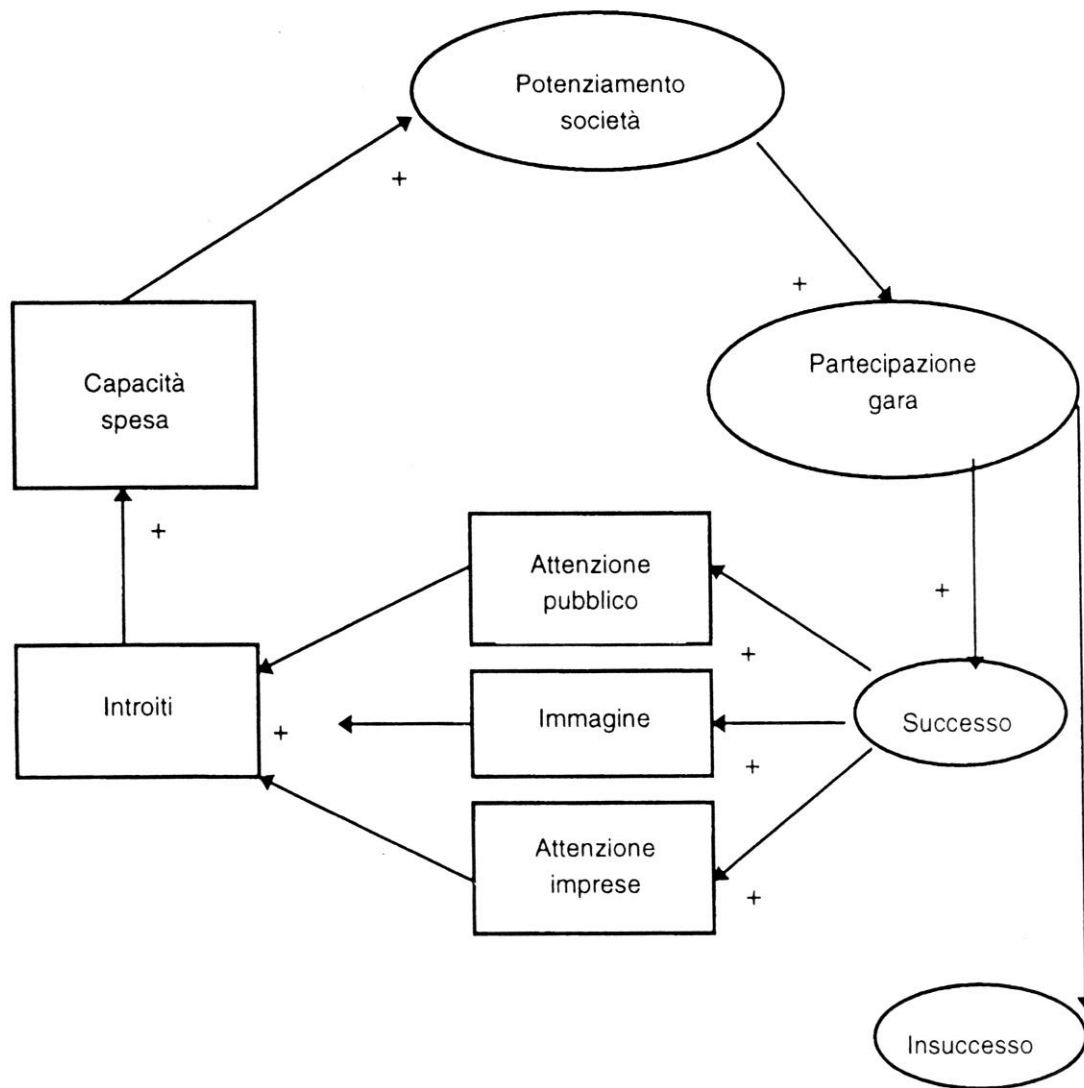 Potenziamento
società
+
+
Capacità
spesa
Partecipazione
gara
+
Attenzione
pubblico
+
+
Introiti
+
Immagine
Successo
+
Attenzione
imprese
+
Insuccesso